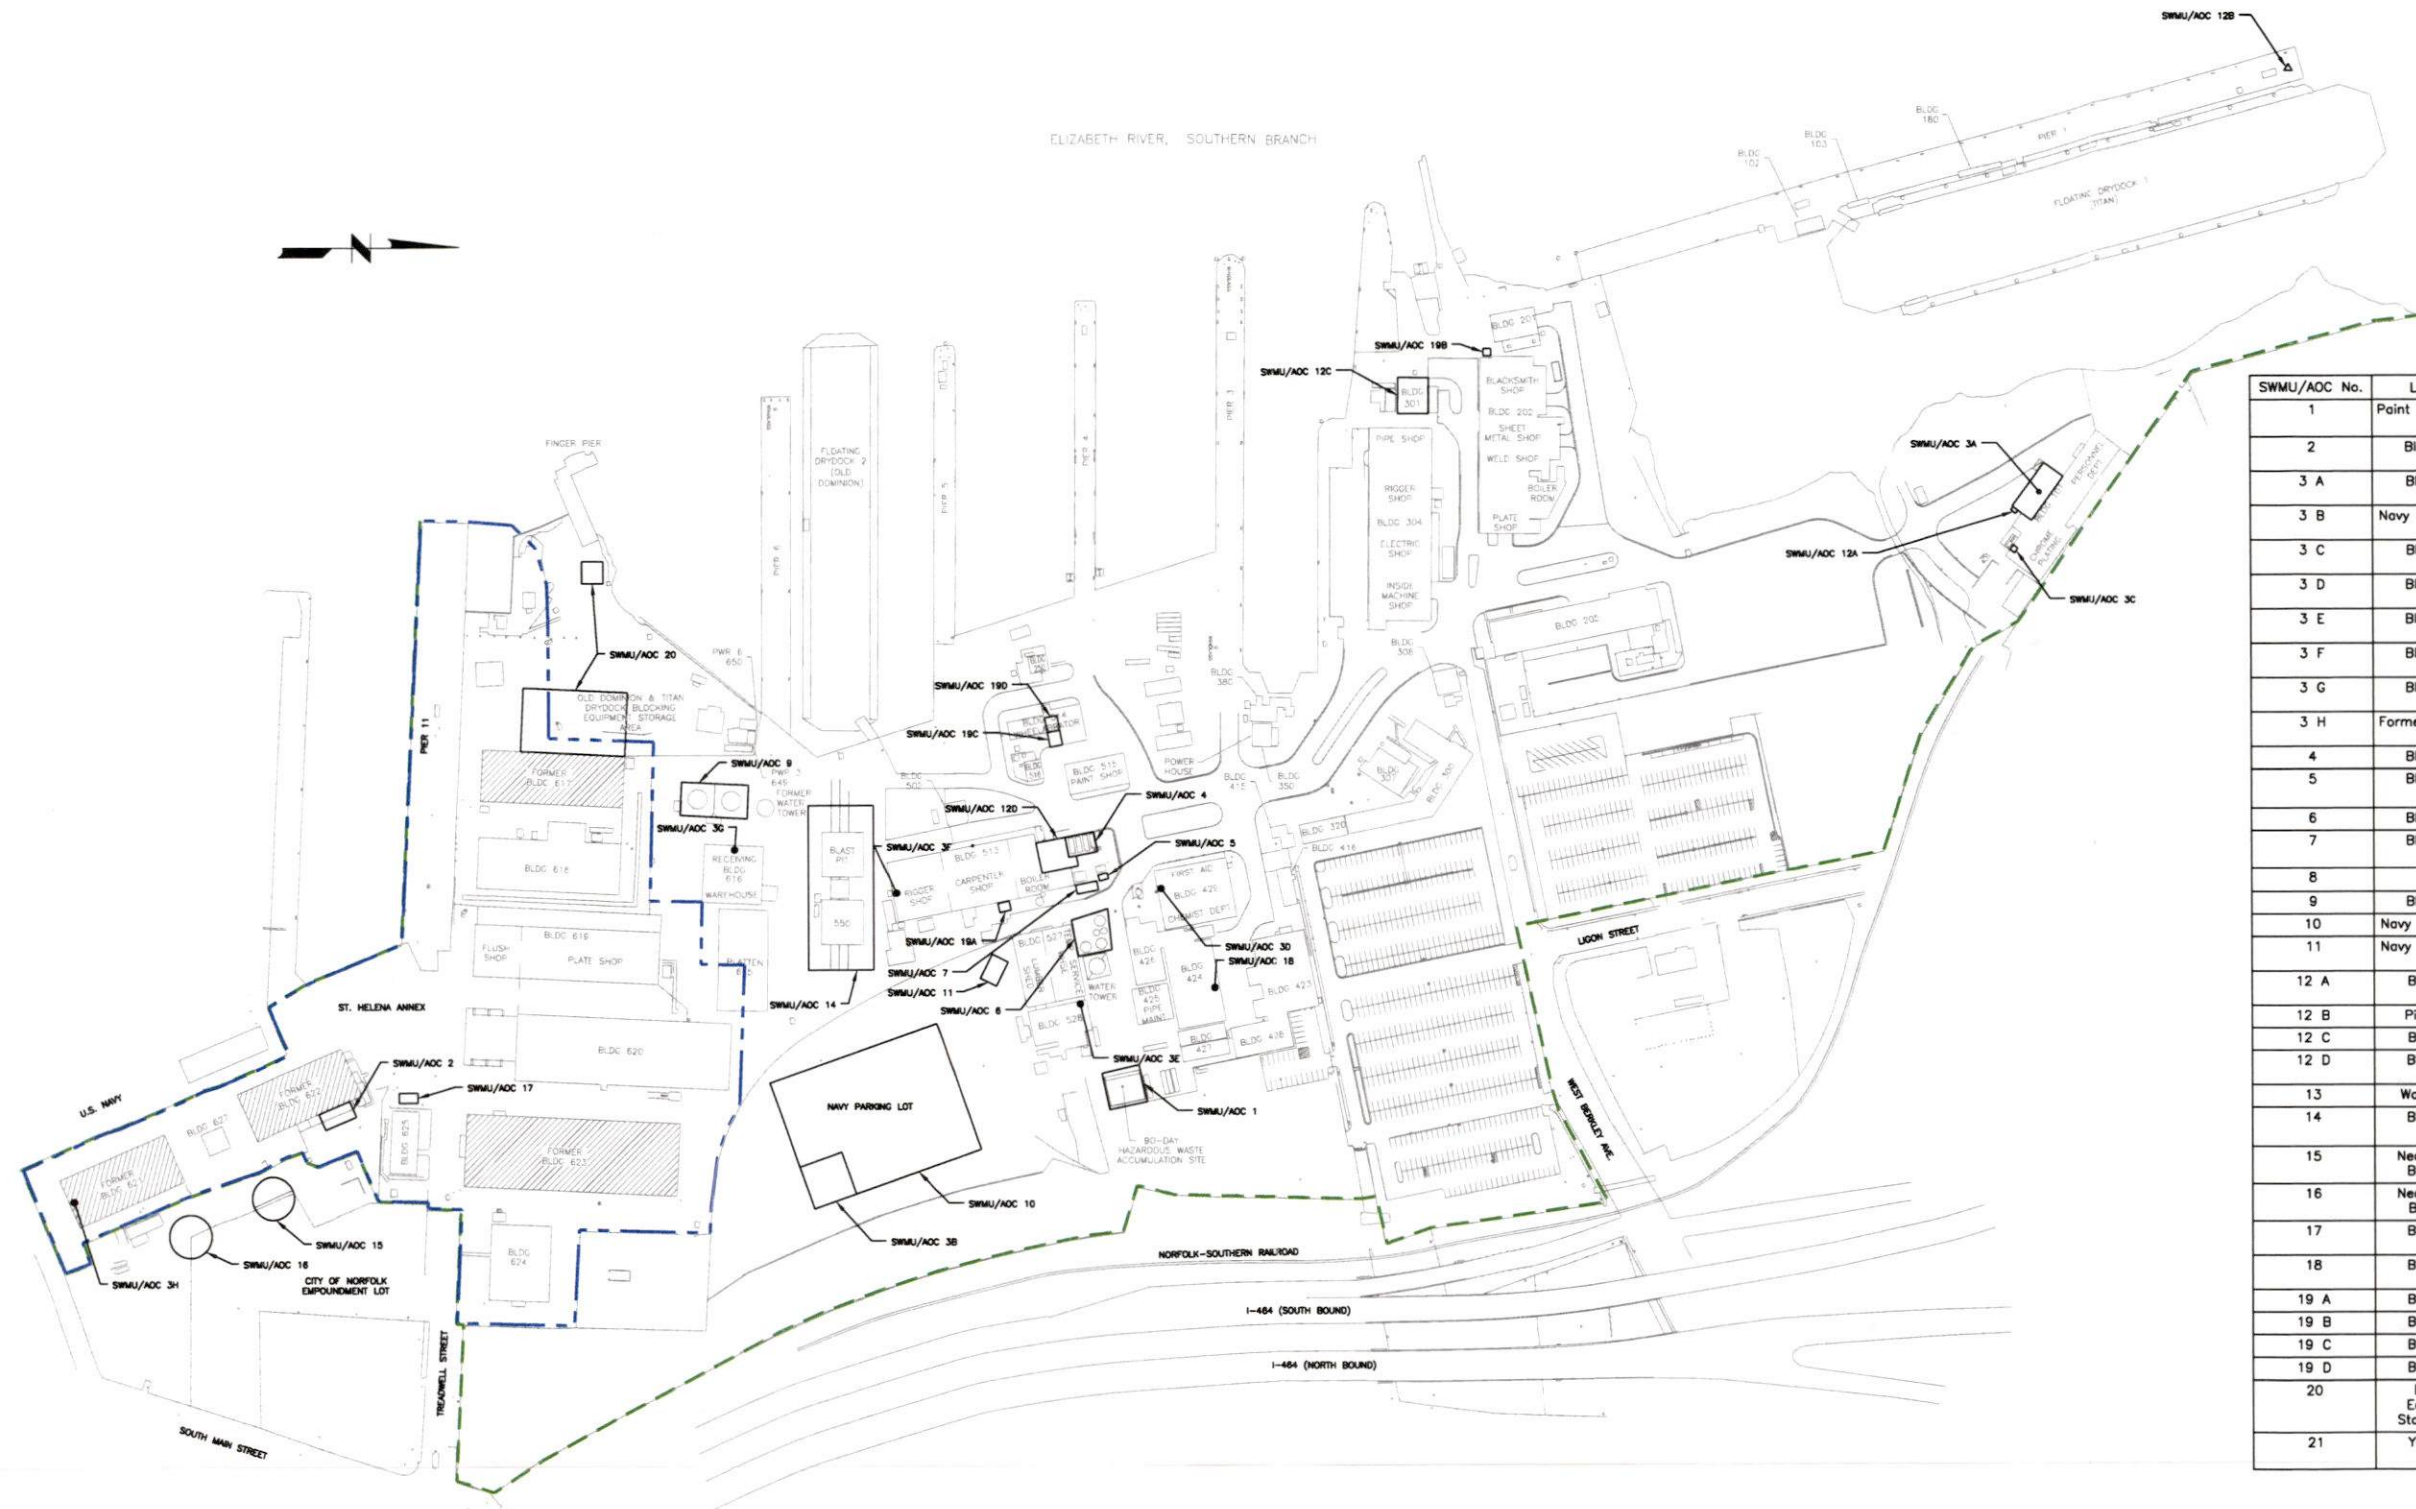 SWMU/AOC 12B
ELIZABETH RIVER, SOUTHERN BRANCH
BLDG
180
BLDG
103
BLDG
102
PIER 1
FLOATING DRYDOCK 1
(TITAN)
N
SWMU/AOC 19B
SWMU/AOC 12C
BLDG
301
BLACKSMITH
SHOP
BLDG 202
SHEET
METAL SHOP
WELD SHOP
BOILER
ROOM
PLATE
SHOP
PIPE SHOP
RIGGER
SHOP
BLDG 304
ELECTRIC
SHOP
INSIDE
MACHINE
SHOP
PIER 3
PIER 4
PIER 5
PIER 6
FLOATING
DRYDOCK 2
(OLD
DOMINION)
FINGER PIER
SWMU/AOC 3A
PERSONNEL
DEPT
CHROME
PLATING
SWMU/AOC 12A
SWMU/AOC 3C
SWMU/AOC 20
PWR 6
650
OLD DOMINION & TITAN
DRYDOCK BLOCKING
EQUIPMENT STORAGE
AREA
PIER 11
FORMER
BLDG 617
BLDG 618
SWMU/AOC 9
PWR 3
649
FORMER
WATER
TOWER
SWMU/AOC 3G
RECEIVING
BLDG
616
WAREHOUSE
SWMU/AOC 19D
SWMU/AOC 19C
BLDG 515
PAINT SHOP
POWER
HOUSE
BLDG
380
BLDG
415
BLDG
350
BLDG
308
BLDG
307
BLDG 300
BLDG 320
BLDG 416
BLDG 205
BLDG
502
SWMU/AOC 12D
SWMU/AOC 4
SWMU/AOC 5
SWMU/AOC 3F
BLAST
PIT
550
RIGGER
SHOP
BLDG 513
CARPENTER
SHOP
BOILER
ROOM
FIRST AID
BLDG 429
CHEMIST DEPT
SWMU/AOC 19A
SWMU/AOC 7
SWMU/AOC 11
SWMU/AOC 6
SWMU/AOC 14
SWMU/AOC 3D
SWMU/AOC 18
BLDG 527
LUMBER
SHED
SERVICE
WATER
TOWER
BLDG
426
BLDG
425
PIPE
MAINT
BLDG
424
BLDG
427
BLDG 423
BLDG 428
BLDG 528
SWMU/AOC 3E
SWMU/AOC 1
90-DAY
HAZARDOUS WASTE
ACCUMULATION SITE
FLUSH
SHOP
BLDG 619
PLATE SHOP
PLATTEN
ST. HELENA ANNEX
BLDG 620
U.S. NAVY
FORMER
BLDG 622
BLDG 627
FORMER
BLDG 621
SWMU/AOC 2
SWMU/AOC 17
BLDG 625
FORMER
BLDG 623
BLDG
624
SWMU/AOC 15
SWMU/AOC 16
SWMU/AOC 3H
CITY OF NORFOLK
EMPOUNDMENT LOT
TREADWELL STREET
SOUTH MAIN STREET
NAVY PARKING LOT
SWMU/AOC 10
SWMU/AOC 3B
NORFOLK-SOUTHERN RAILROAD
I-464 (SOUTH BOUND)
I-464 (NORTH BOUND)
LIGON STREET
WEST BERKLEY AVE.
SWMU/AOC No.
1 Paint
2
3 A
3 B Navy
3 C
3 D
3 E
3 F
3 G
3 H
4
5
6
7
8
9
10 Navy
11 Navy
12 A
12 B
12 C
12 D
13
14
15
16
17
18
19 A
19 B
19 C
19 D
20
21